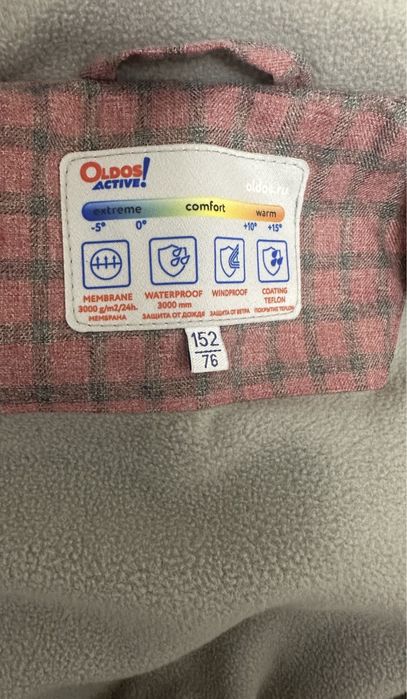 OLDOS
ACTIVE!
oldos.ru
extreme comfort warm
-5° 0° +10° +15°
MEMBRANE
3000 g/m2/24h.
МЕМБРАНА
WATERPROOF
3000 mm
ЗАЩИТА ОТ ДОЖДЯ
WINDPROOF
ЗАЩИТА ОТ ВЕТРА
COATING
TEFLON
ПОКРЫТИЕ ТЕФЛОН
152
76